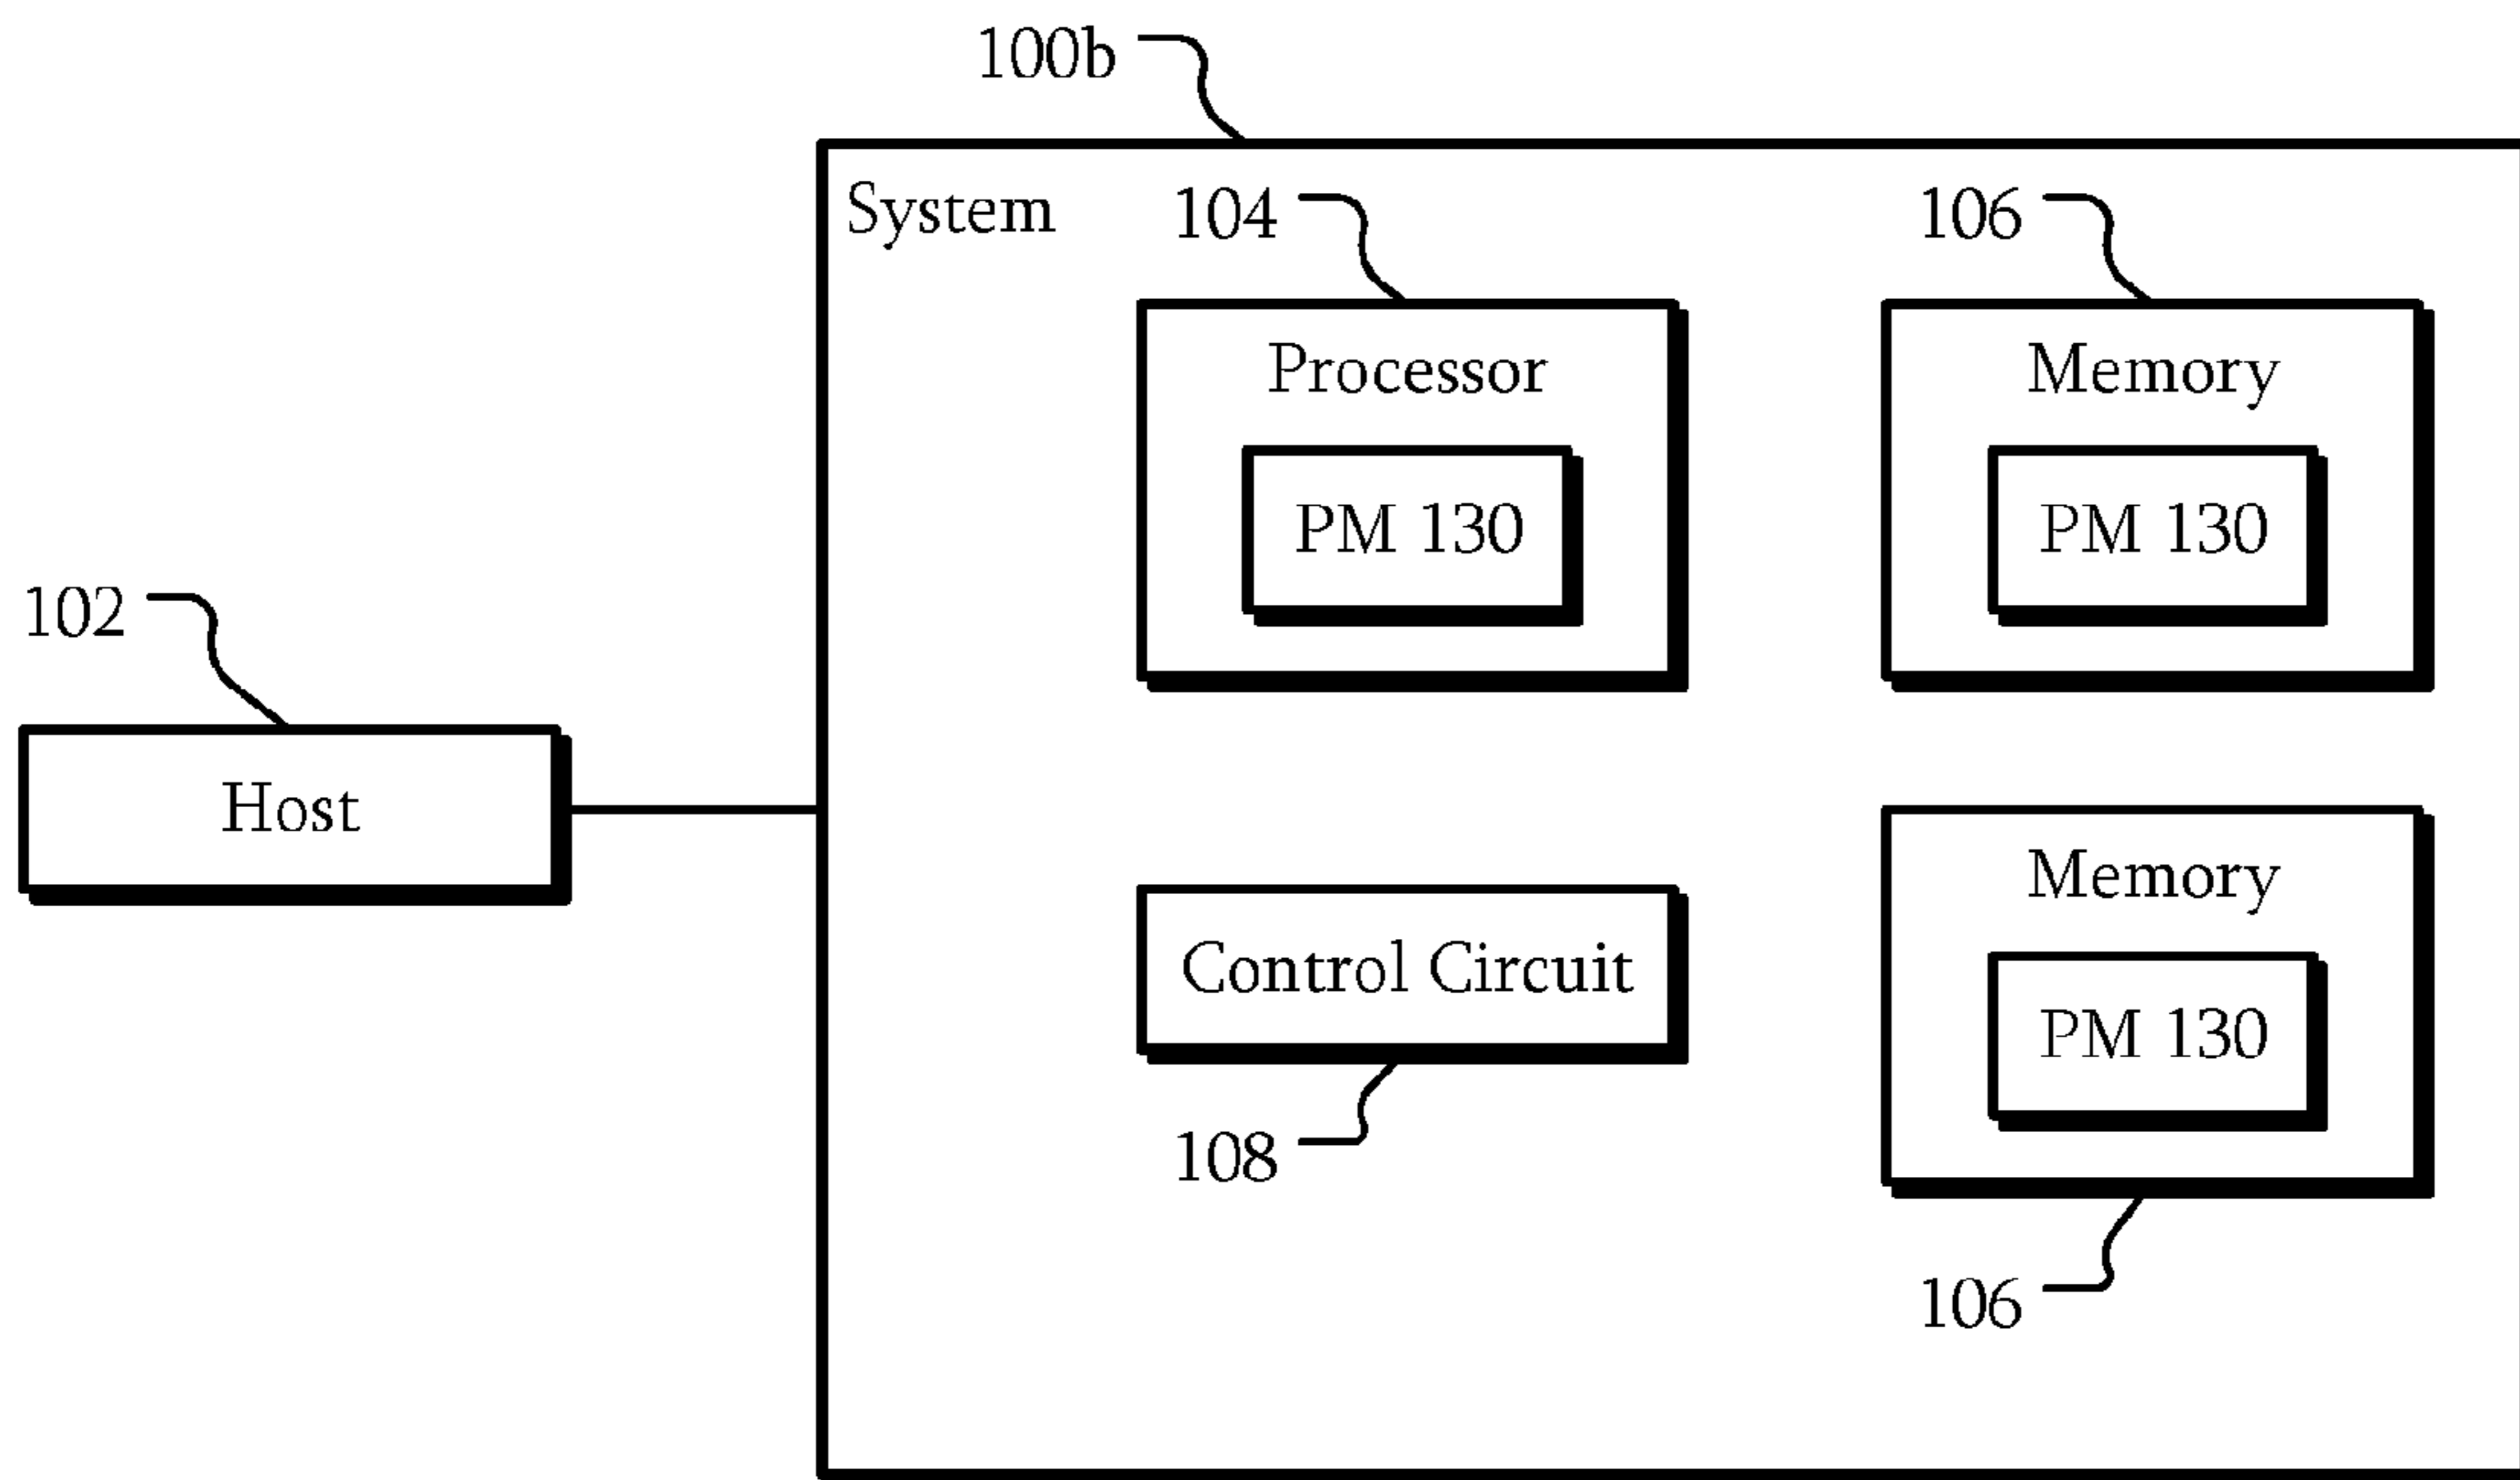 100b
System
104
106
Processor
Memory
PM 130
PM 130
102
Host
Memory
Control Circuit
PM 130
108
106